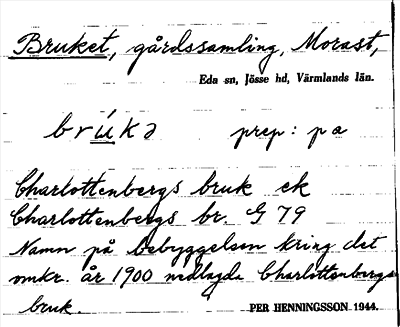 Bruket, gårdssamling, Morast,
Eda sn, Jösse hd, Värmlands län.
brúkə prep: pa
Charlottenbergs bruk ek
Charlottenbergs br. G 79
Namn på bebyggelsen kring det
omkr. år 1900 nedlagda Charlottenbergs
bruk.
PER HENNINGSSON 1944.